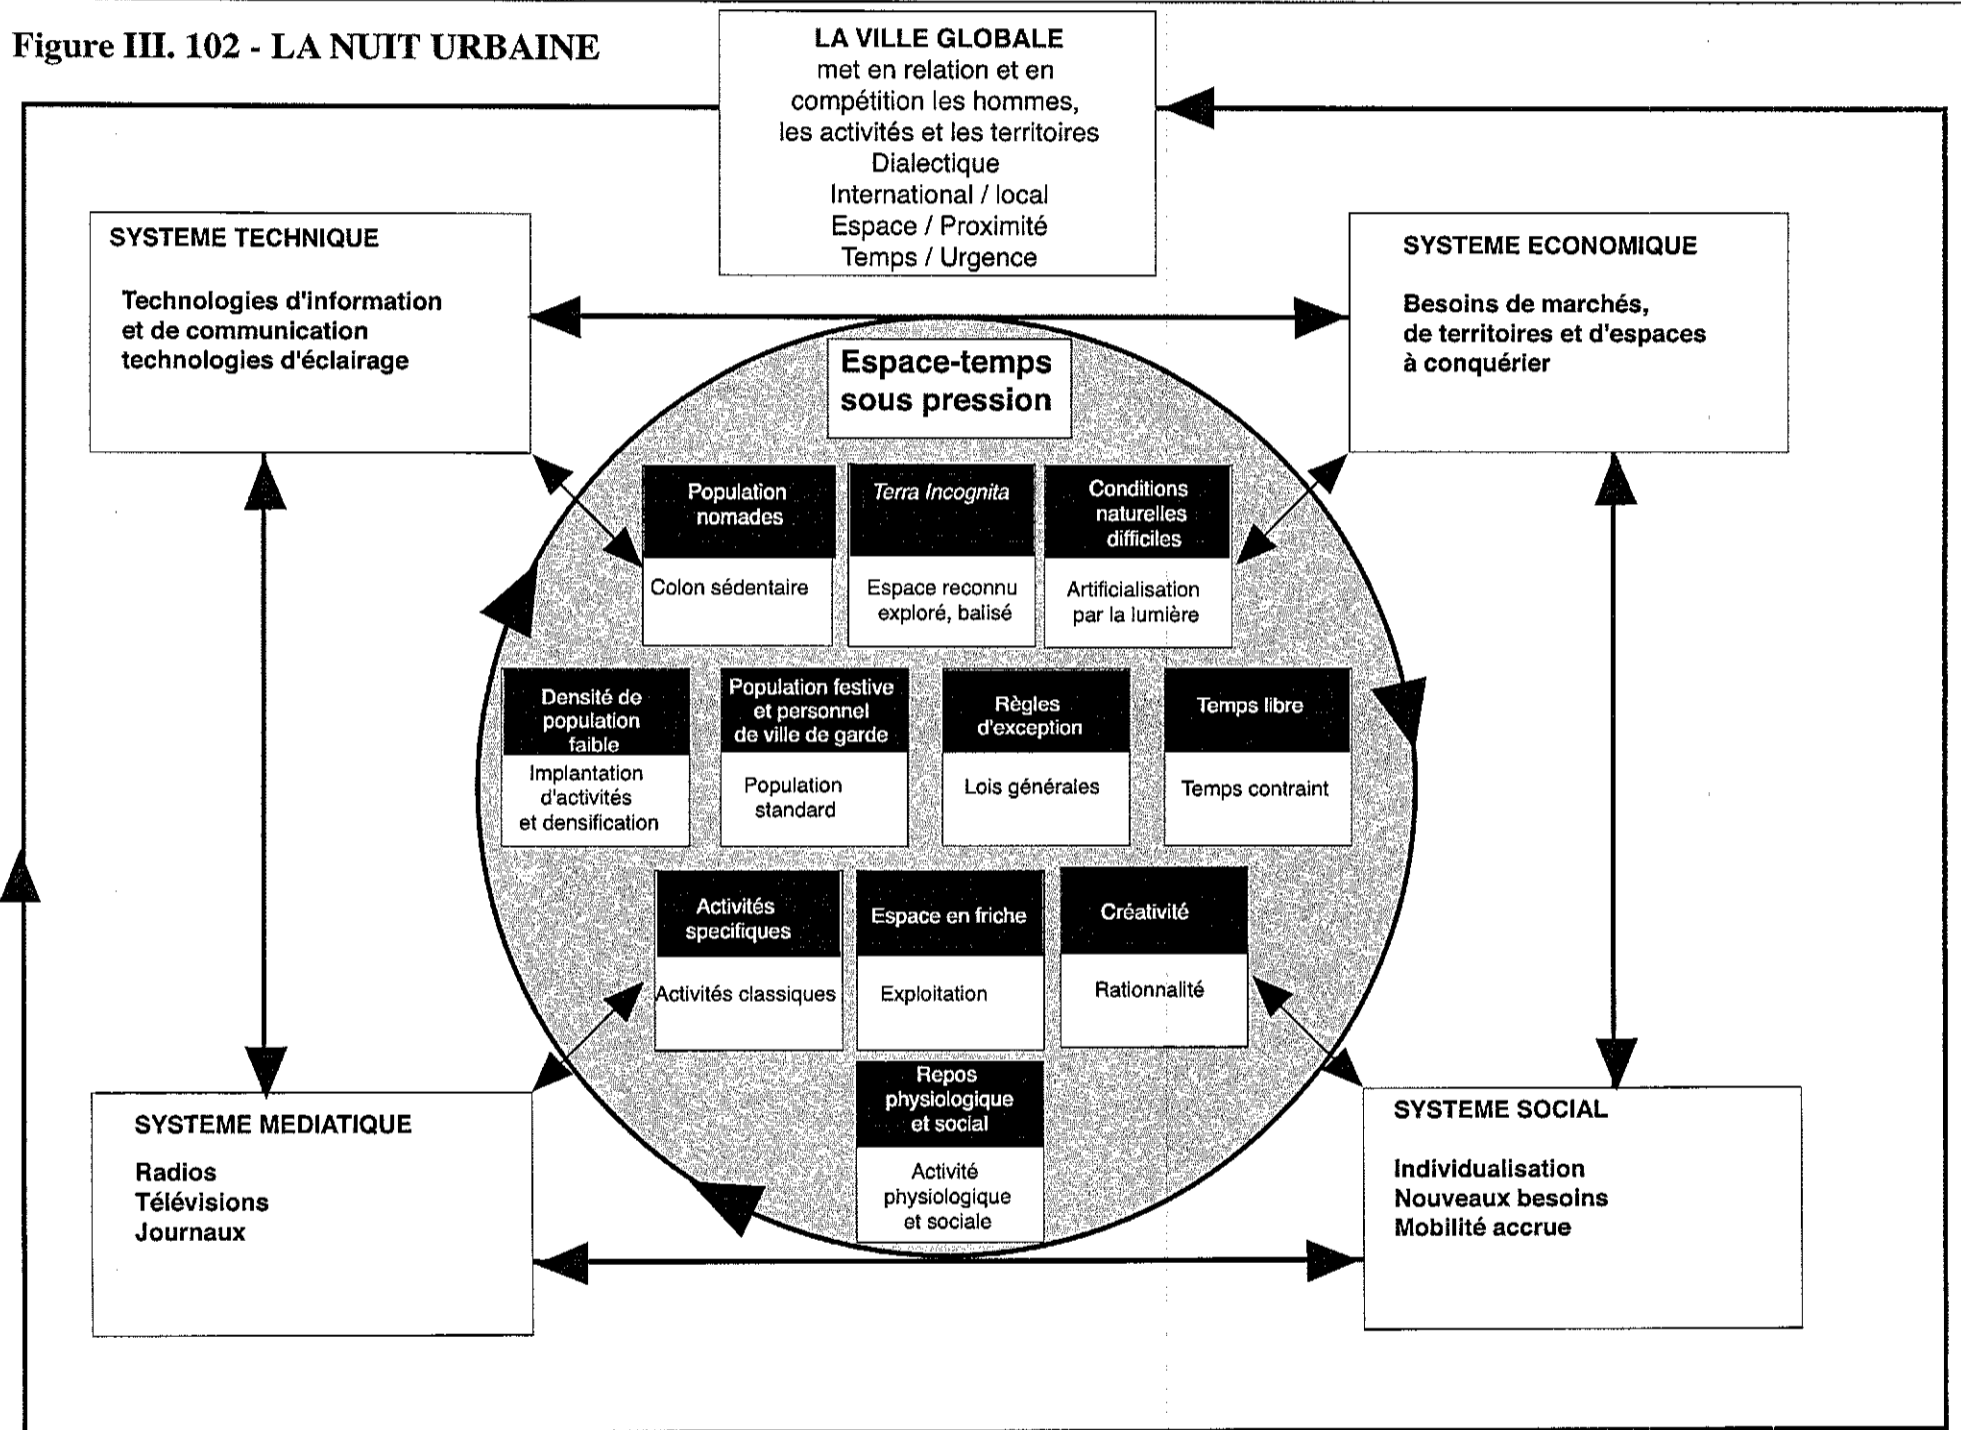 Figure III. 102 - LA NUIT URBAINE
LA VILLE GLOBALE
met en relation et en
compétition les hommes,
les activités et les territoires
Dialectique
International / local
Espace / Proximité
Temps / Urgence
SYSTEME TECHNIQUE
Technologies d'information
et de communication
technologies d'éclairage
SYSTEME ECONOMIQUE
Besoins de marchés,
de territoires et d'espaces
à conquérier
Espace-temps
sous pression
Population
nomades
Colon sédentaire
Terra Incognita
Espace reconnu
exploré, balisé
Conditions
naturelles
difficiles
Artificialisation
par la lumière
Densité de
population
faible
Implantation
d'activités
et densification
Population festive
et personnel
de ville de garde
Population
standard
Règles
d'exception
Lois générales
Temps libre
Temps contraint
Activités
specifiques
Activités classiques
Espace en friche
Exploitation
Créativité
Rationnalité
Repos
physiologique
et social
Activité
physiologique
et sociale
SYSTEME MEDIATIQUE
Radios
Télévisions
Journaux
SYSTEME SOCIAL
Individualisation
Nouveaux besoins
Mobilité accrue